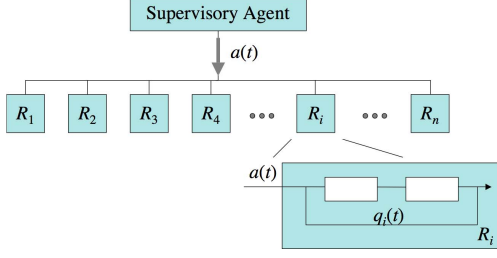 Supervisory Agent
a(t)
R₁ R₂ R₃ R₄ ••• Rᵢ ••• Rₙ
a(t)
qᵢ(t)
Rᵢ